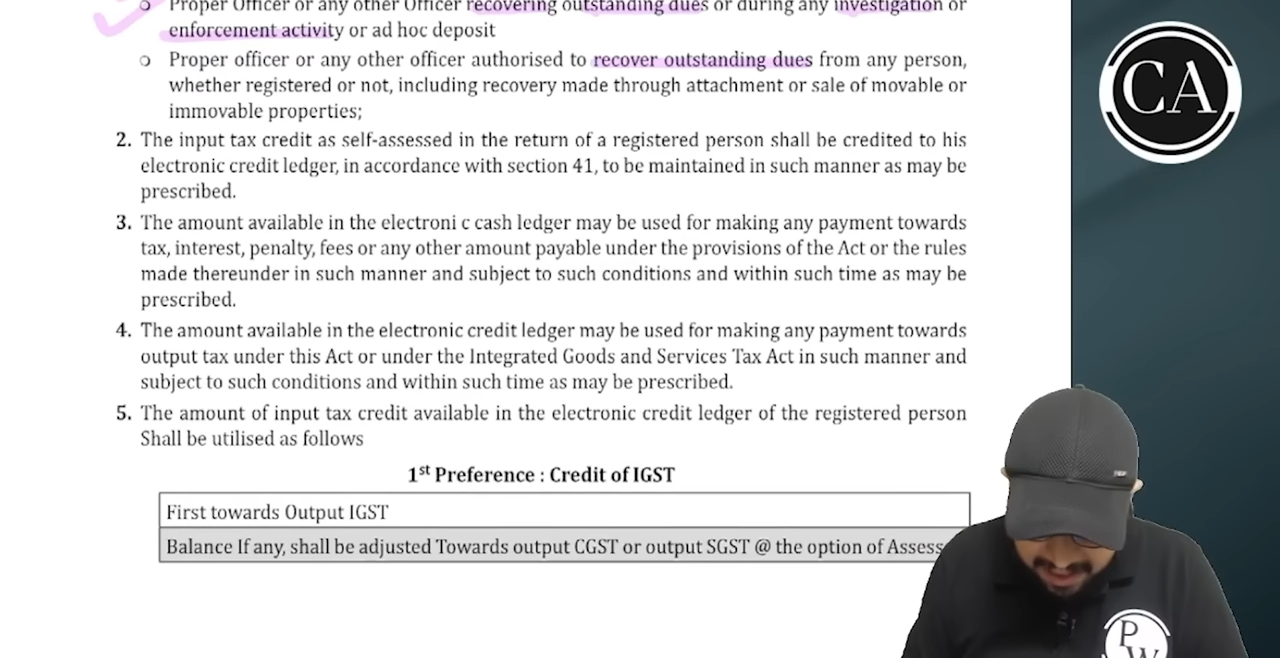 Proper Officer or any other Officer recovering outstanding dues or during any investigation or
enforcement activity or ad hoc deposit
Proper officer or any other officer authorised to recover outstanding dues from any person,
whether registered or not, including recovery made through attachment or sale of movable or
immovable properties;
2. The input tax credit as self-assessed in the return of a registered person shall be credited to his
electronic credit ledger, in accordance with section 41, to be maintained in such manner as may be
prescribed.
3. The amount available in the electroni c cash ledger may be used for making any payment towards
tax, interest, penalty, fees or any other amount payable under the provisions of the Act or the rules
made thereunder in such manner and subject to such conditions and within such time as may be
prescribed.
4. The amount available in the electronic credit ledger may be used for making any payment towards
output tax under this Act or under the Integrated Goods and Services Tax Act in such manner and
subject to such conditions and within such time as may be prescribed.
5. The amount of input tax credit available in the electronic credit ledger of the registered person
Shall be utilised as follows
1st Preference : Credit of IGST
First towards Output IGST
Balance If any, shall be adjusted Towards output CGST or output SGST @ the option of Assess
CA
P
W